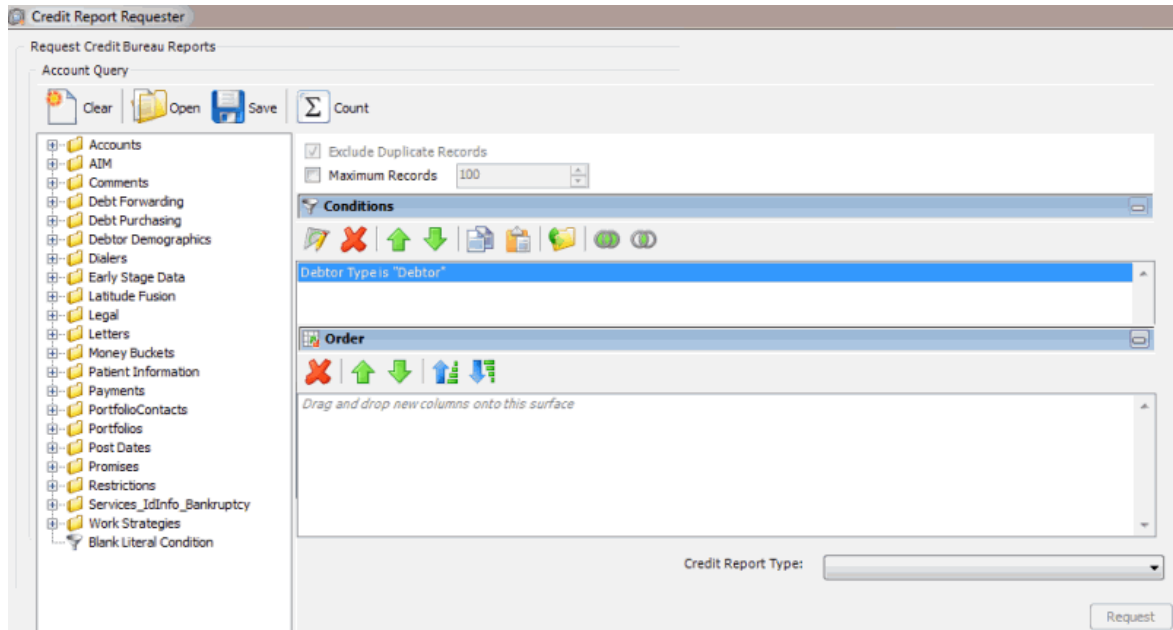 Credit Report Requester
Request Credit Bureau Reports
Account Query
Clear Open Save Count
Accounts
AIM
Comments
Debt Forwarding
Debt Purchasing
Debtor Demographics
Dialers
Early Stage Data
Latitude Fusion
Legal
Letters
Money Buckets
Patient Information
Payments
PortfolioContacts
Portfolios
Post Dates
Promises
Restrictions
Services_IdInfo_Bankruptcy
Work Strategies
Blank Literal Condition
Exclude Duplicate Records
Maximum Records 100
Conditions
Debtor Type is "Debtor"
Order
Drag and drop new columns onto this surface
Credit Report Type:
Request